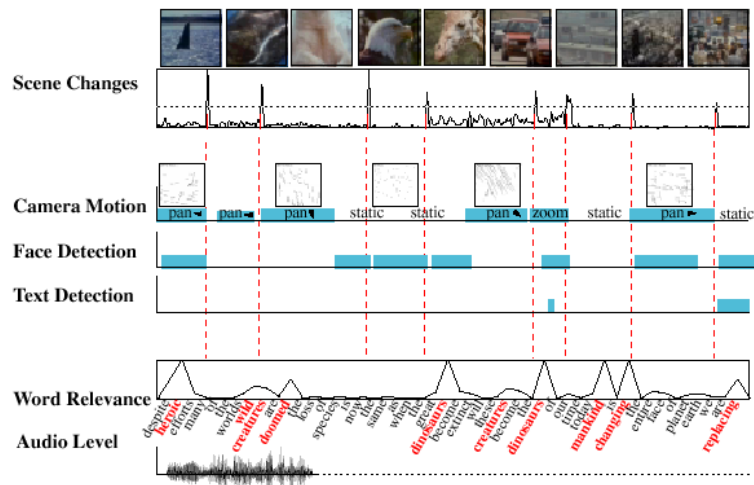 Scene Changes
Camera Motion
pan pan pan static static pan zoom static pan static
Face Detection
Text Detection
Word Relevance
despite heroic efforts many of the worlds wild creatures are doomed the loss of species is now the same as when the great dinosaurs become extinct will these creatures become the dinosaurs of our time today mankind is changing the entire face of planet earth we are replacing
Audio Level